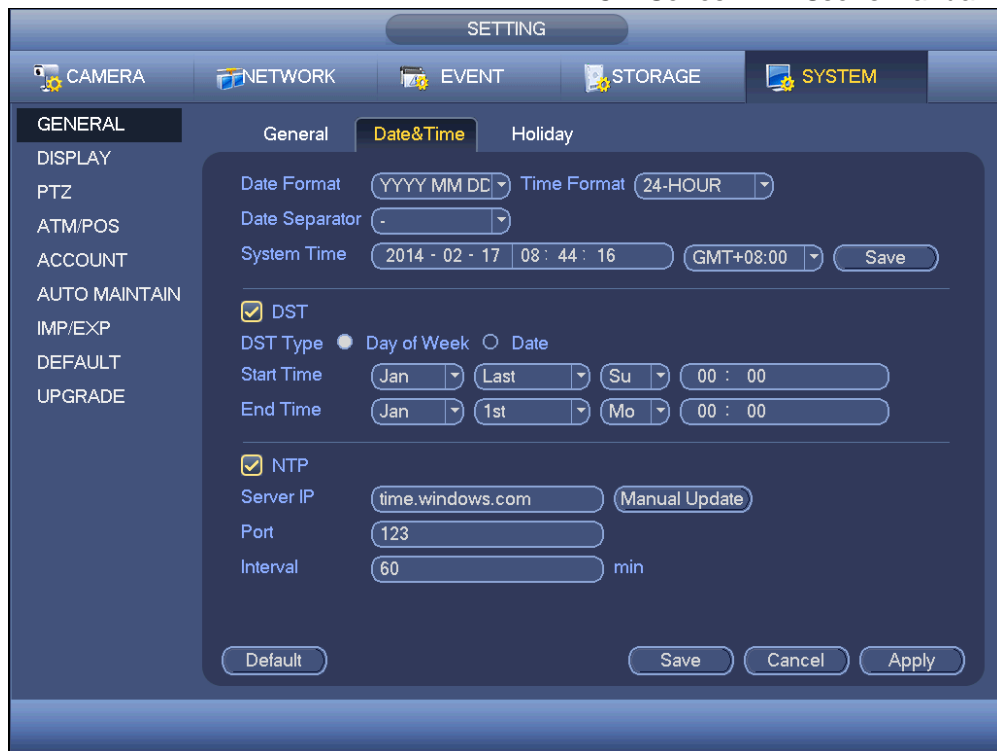 SETTING
CAMERA NETWORK EVENT STORAGE SYSTEM
GENERAL
DISPLAY
PTZ
ATM/POS
ACCOUNT
AUTO MAINTAIN
IMP/EXP
DEFAULT
UPGRADE
General Date&Time Holiday
Date Format YYYY MM DD Time Format 24-HOUR
Date Separator -
System Time 2014 - 02 - 17 08 : 44 : 16 GMT+08:00 Save
DST
DST Type Day of Week Date
Start Time Jan Last Su 00 : 00
End Time Jan 1st Mo 00 : 00
NTP
Server IP time.windows.com Manual Update
Port 123
Interval 60 min
Default Save Cancel Apply